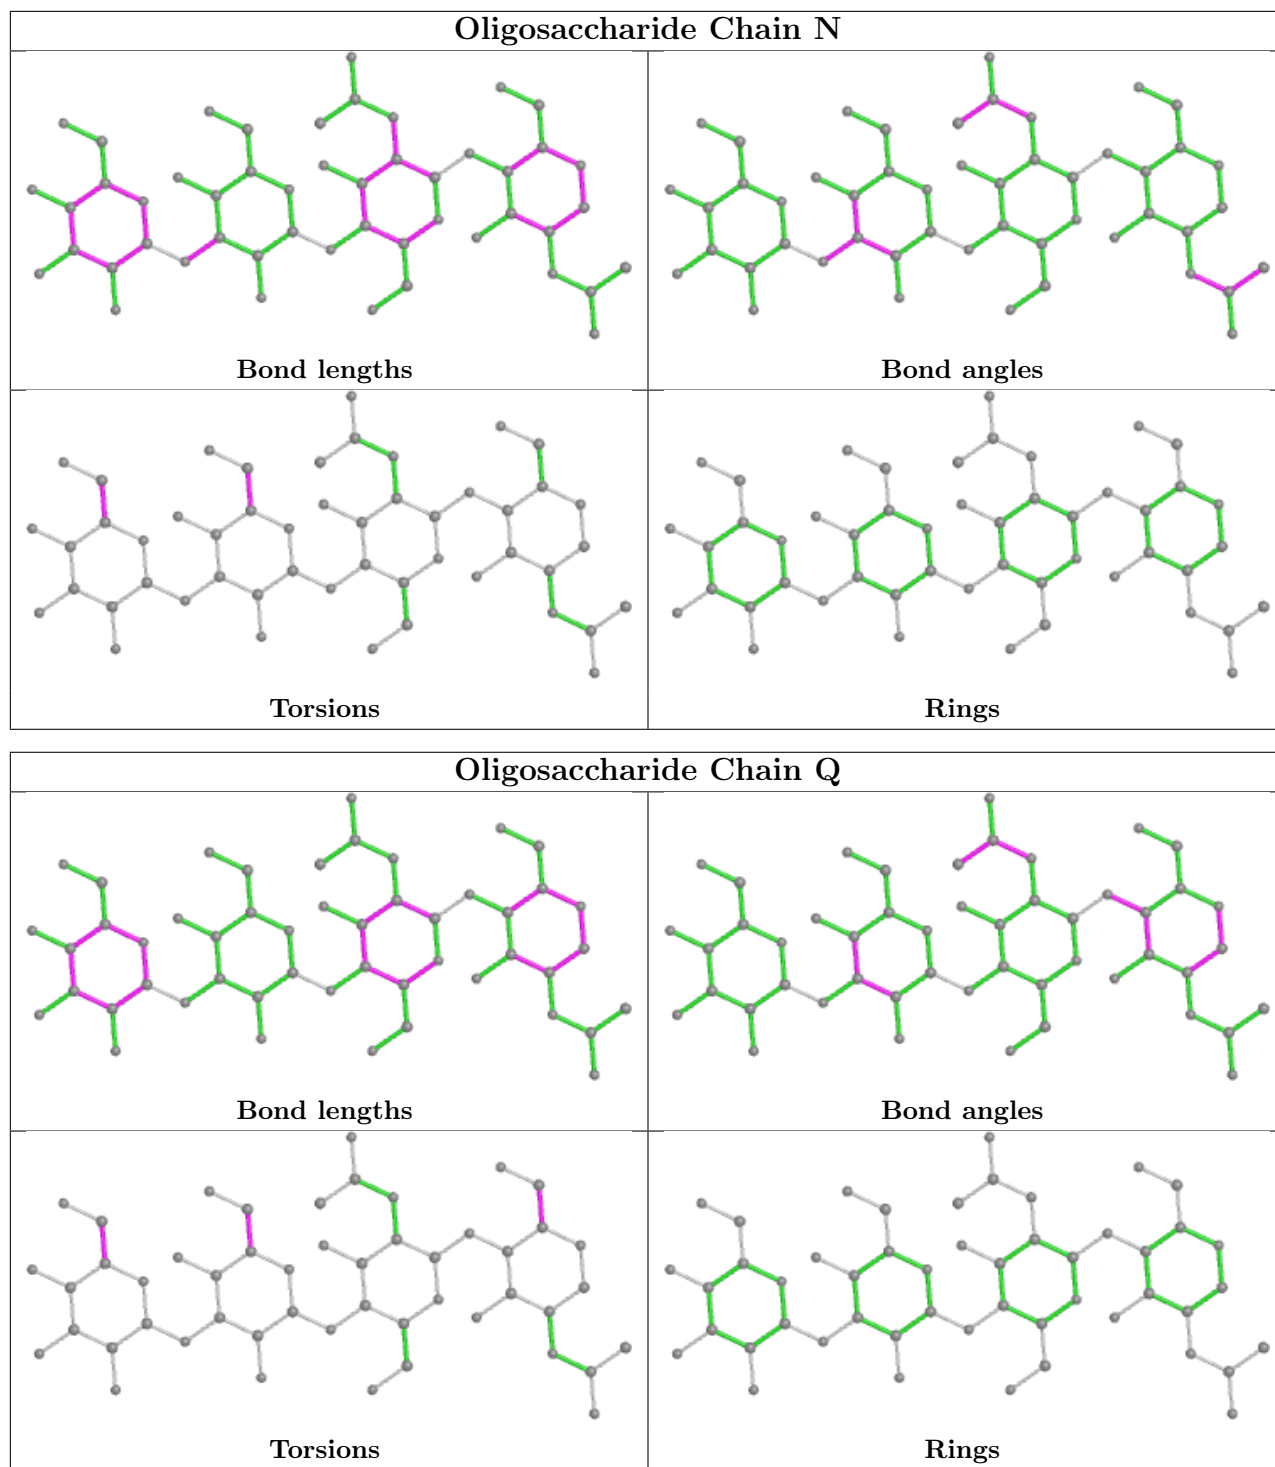 Oligosaccharide Chain N
Bond lengths
Bond angles
Torsions
Rings
Oligosaccharide Chain Q
Bond lengths
Bond angles
Torsions
Rings